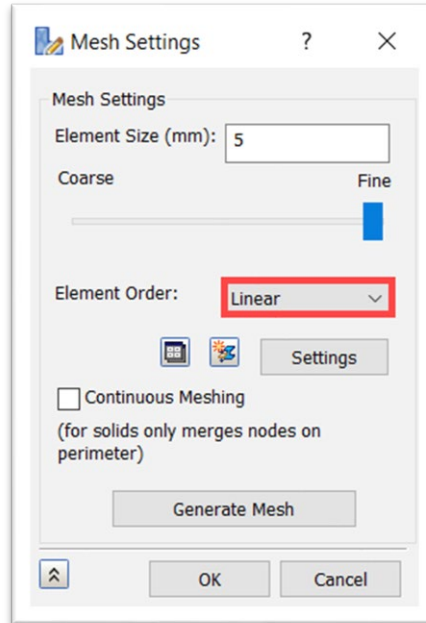 Mesh Settings ? ×
Mesh Settings
Element Size (mm): 5
Coarse Fine
Element Order: Linear
Settings
Continuous Meshing
(for solids only merges nodes on
perimeter)
Generate Mesh
OK Cancel